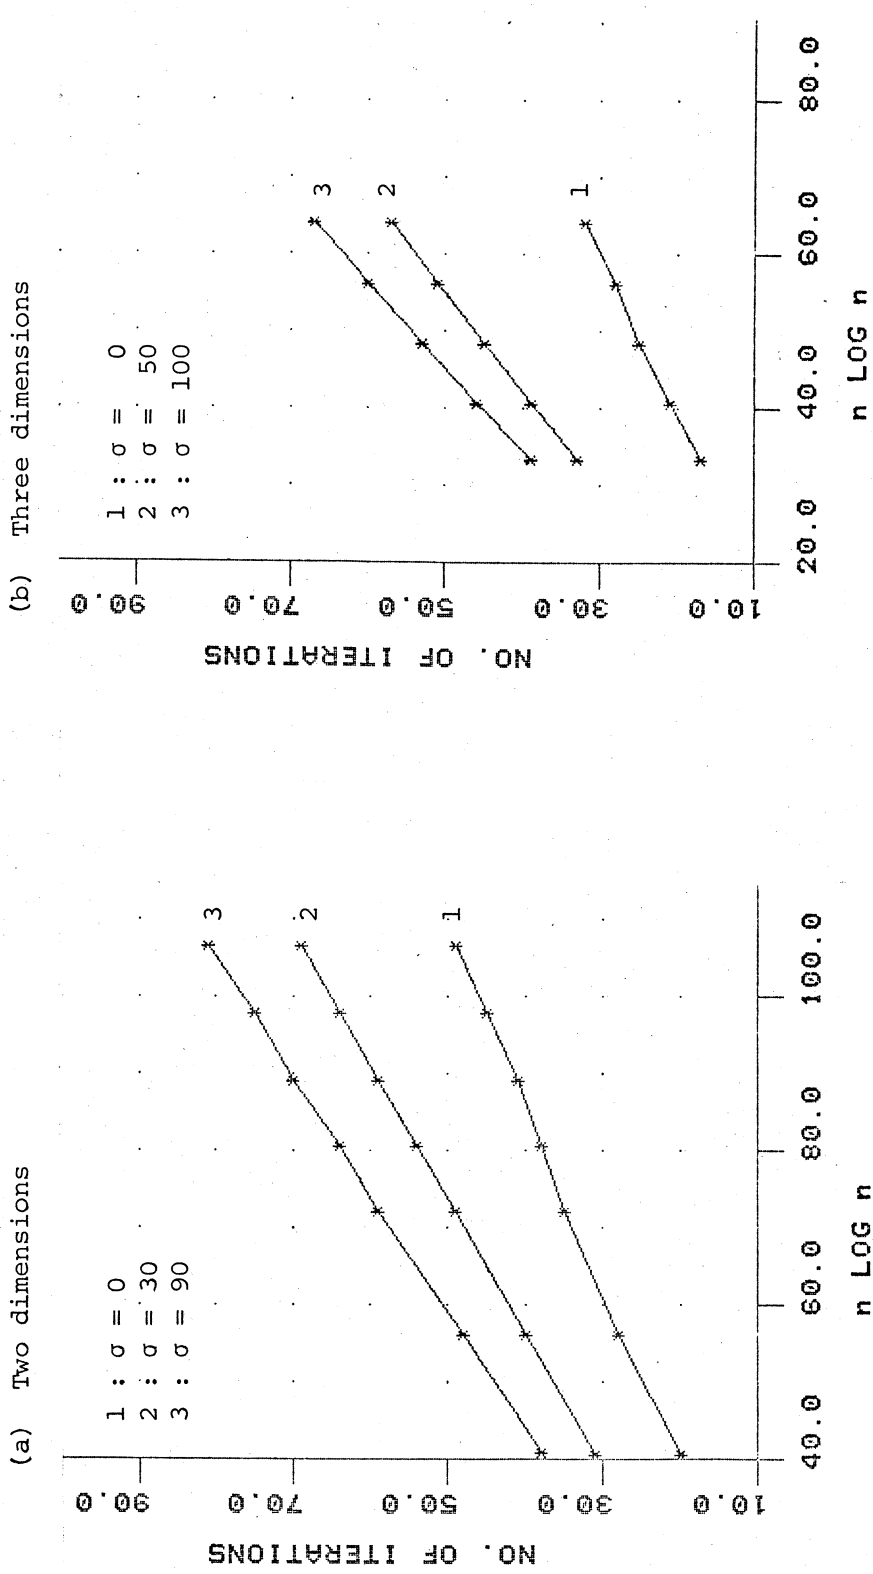 (a) Two dimensions
1 : σ = 0
2 : σ = 30
3 : σ = 90
NO. OF ITERATIONS
90.0
70.0
50.0
30.0
10.0
3
2
1
40.0 60.0 80.0 100.0
n LOG n
(b) Three dimensions
1 : σ = 0
2 : σ = 50
3 : σ = 100
NO. OF ITERATIONS
90.0
70.0
50.0
30.0
10.0
3
2
1
20.0 40.0 60.0 80.0
n LOG n